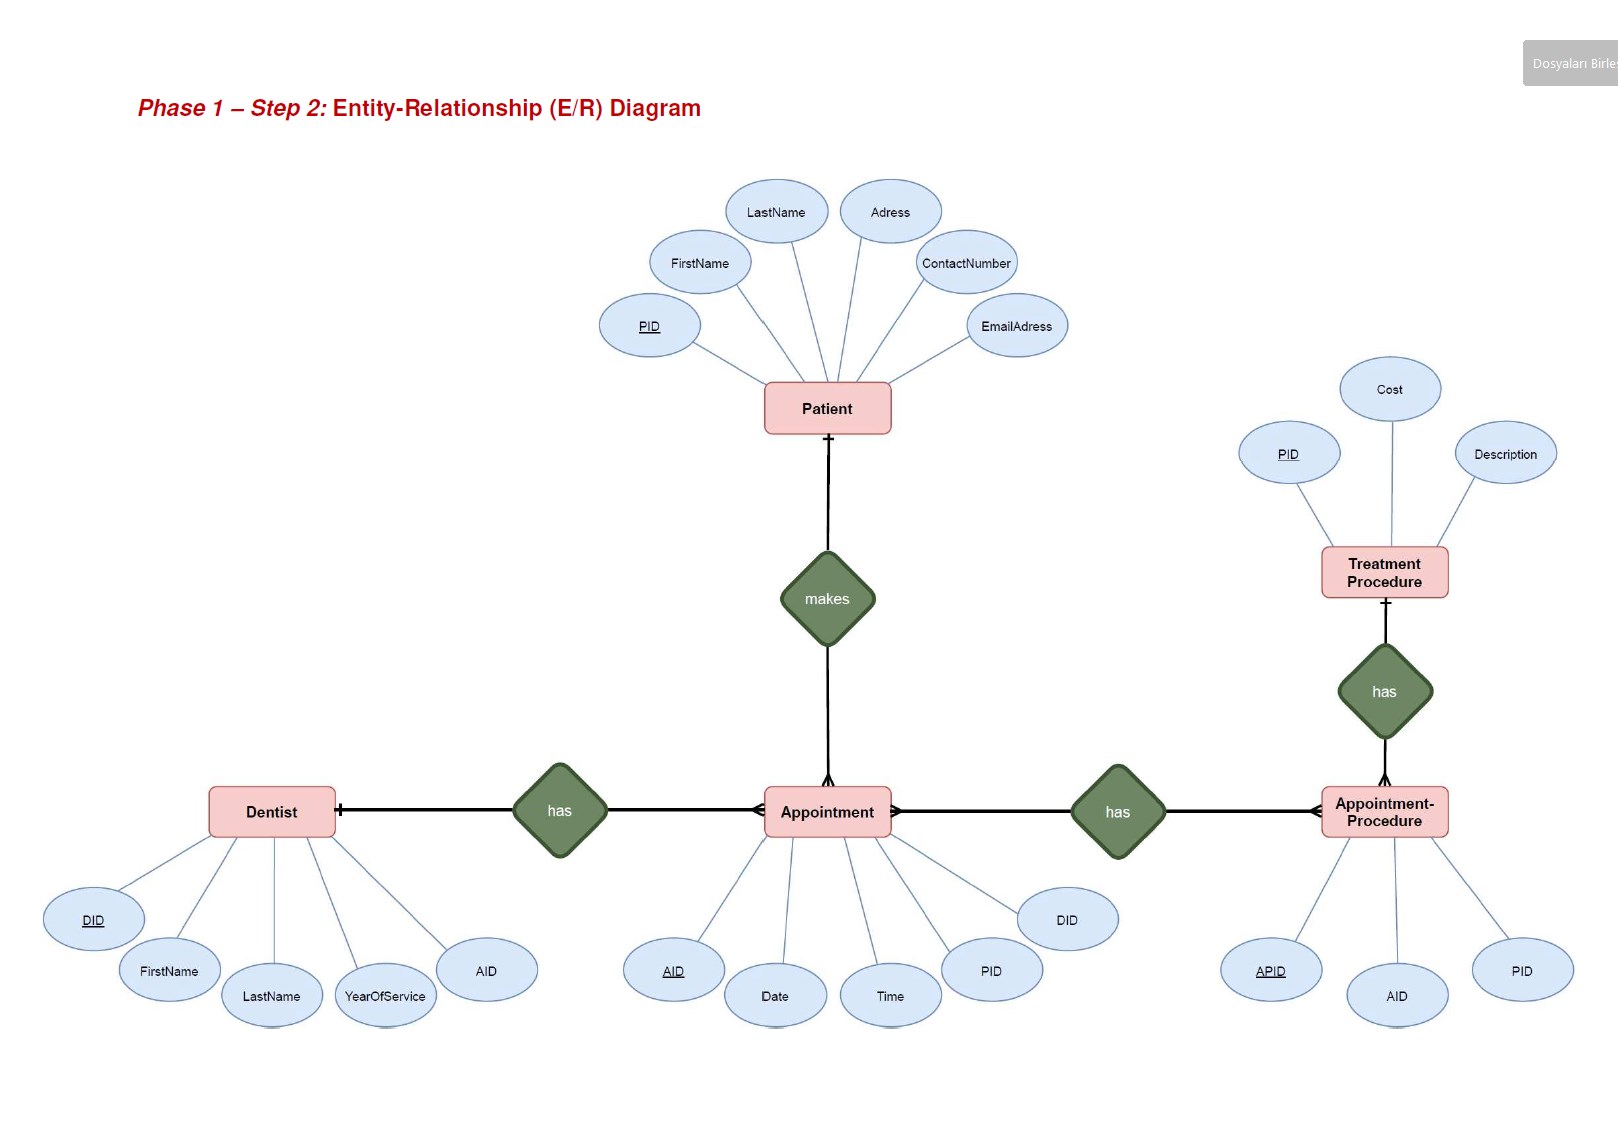 Dosyaları Birle
Phase 1 – Step 2: Entity-Relationship (E/R) Diagram
LastName
Adress
FirstName
ContactNumber
PID
EmailAdress
Patient
Cost
PID
Description
Treatment
Procedure
makes
has
Dentist
has
Appointment
has
Appointment-
Procedure
DID
FirstName
LastName
YearOfService
AID
AID
Date
Time
PID
DID
APID
AID
PID